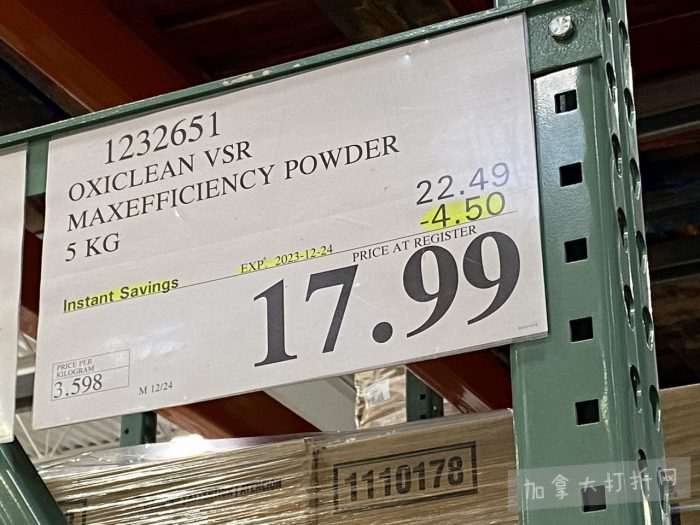 1232651
OXICLEAN VSR
MAXEFFICIENCY POWDER
5 KG
22.49
-4.50
Instant Savings
EXP. 2023-12-24
PRICE AT REGISTER
17.99
PRICE PER
KILOGRAM
3.598
M 12/24
1110178
加拿大打折网